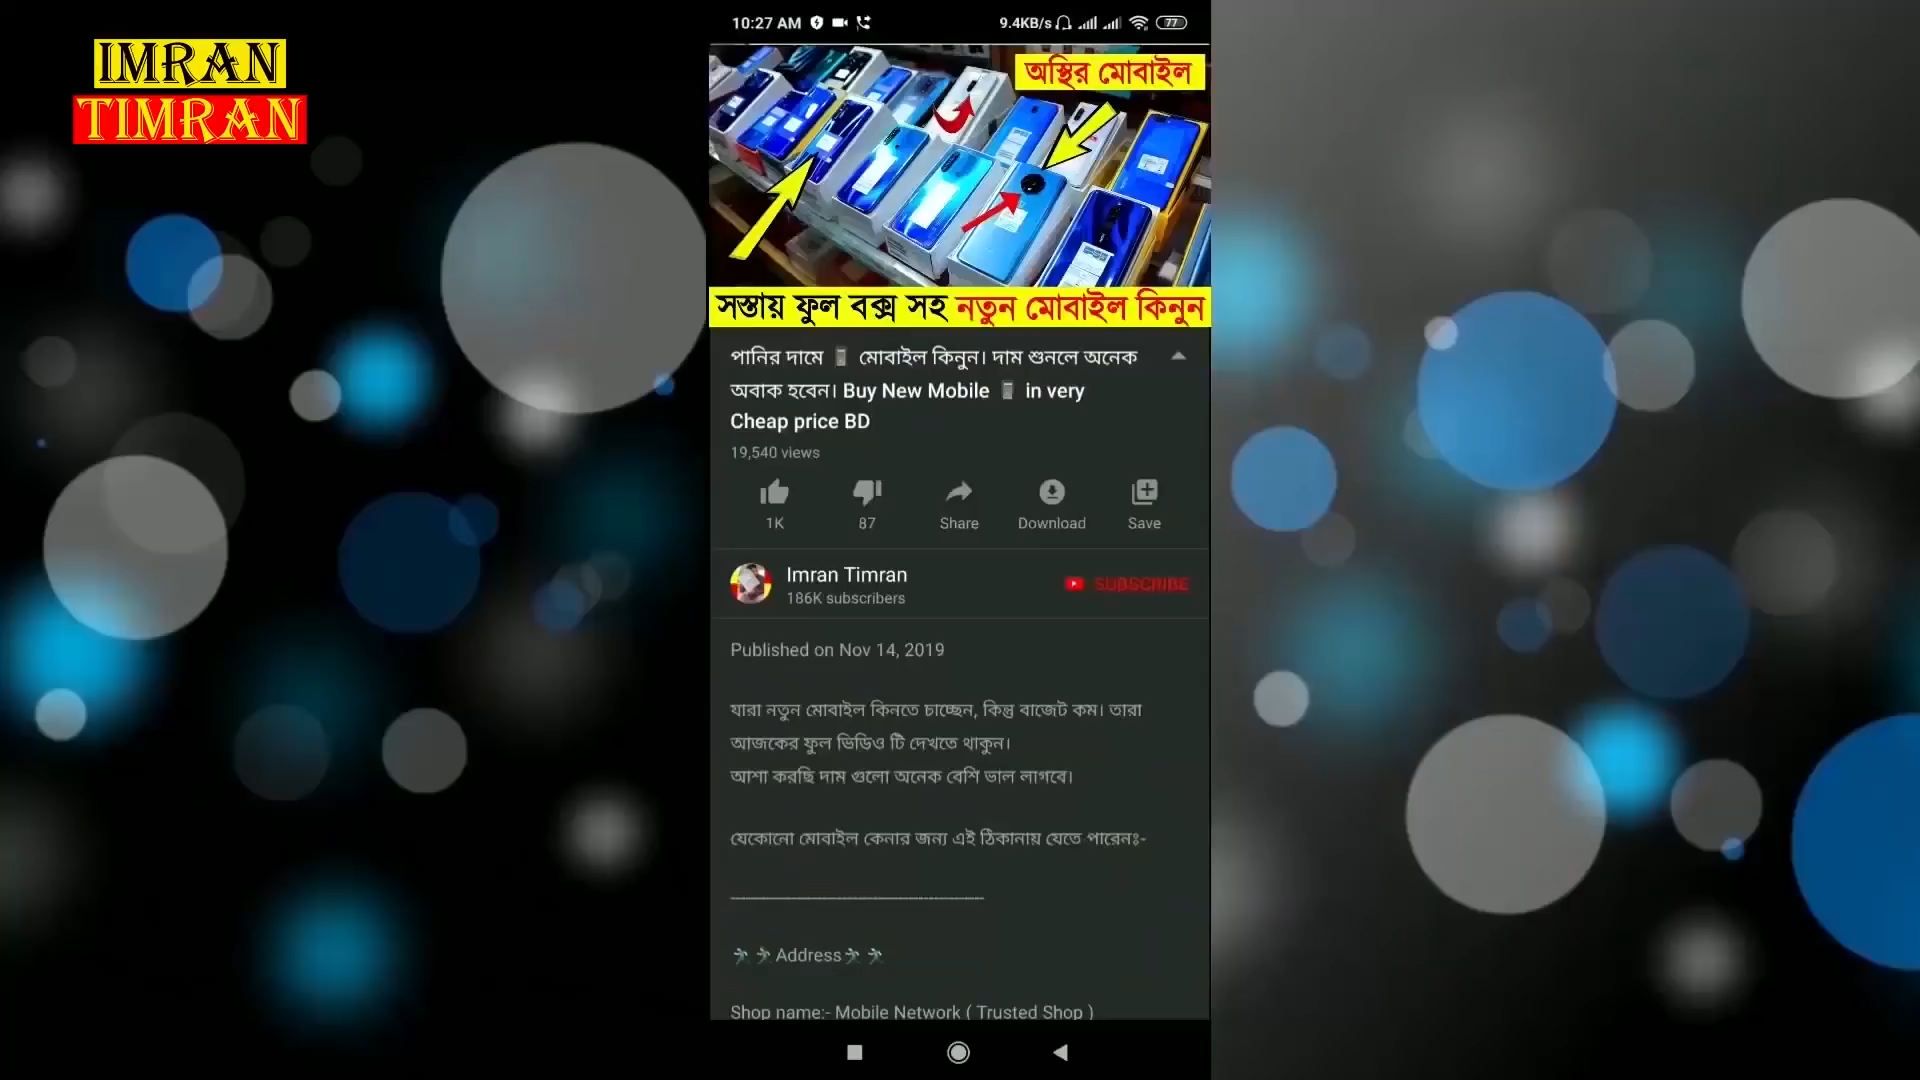 IMRAN
TIMRAN
10:27 AM
9.4KB/s
77
অস্থির মোবাইল
সস্তায় ফুল বক্স সহ নতুন মোবাইল কিনুন
পানির দামে 📱 মোবাইল কিনুন। দাম শুনলে অনেক
অবাক হবেন। Buy New Mobile 📱 in very
Cheap price BD
19,540 views
1K
87
Share
Download
Save
Imran Timran
186K subscribers
SUBSCRIBE
Published on Nov 14, 2019
যারা নতুন মোবাইল কিনতে চাচ্ছেন, কিন্তু বাজেট কম। তারা
আজকের ফুল ভিডিও টি দেখতে থাকুন।
আশা করছি দাম গুলো অনেক বেশি ভাল লাগবে।
যেকোনো মোবাইল কেনার জন্য এই ঠিকানায় যেতে পারেনঃ-
Address
Shop name:- Mobile Network ( Trusted Shop )